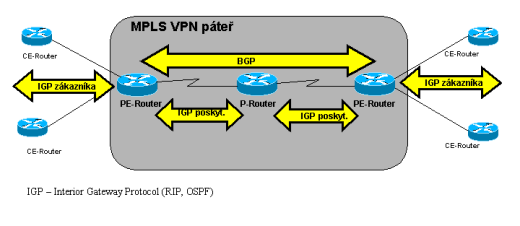 MPLS VPN páteř
CE-Router
CE-Router
BGP
IGP zákazníka
IGP zákazníka
PE-Router
P-Router
PE-Router
IGP poskyt.
IGP poskyt.
CE-Router
CE-Router
IGP – Interior Gateway Protocol (RIP, OSPF)